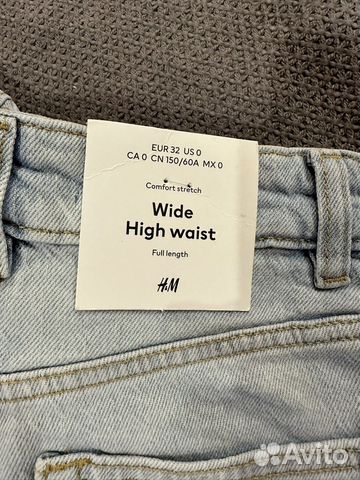 EUR 32 US 0
CA 0 CN 150/60A MX 0
Comfort stretch
Wide
High waist
Full length
H&M
Avito